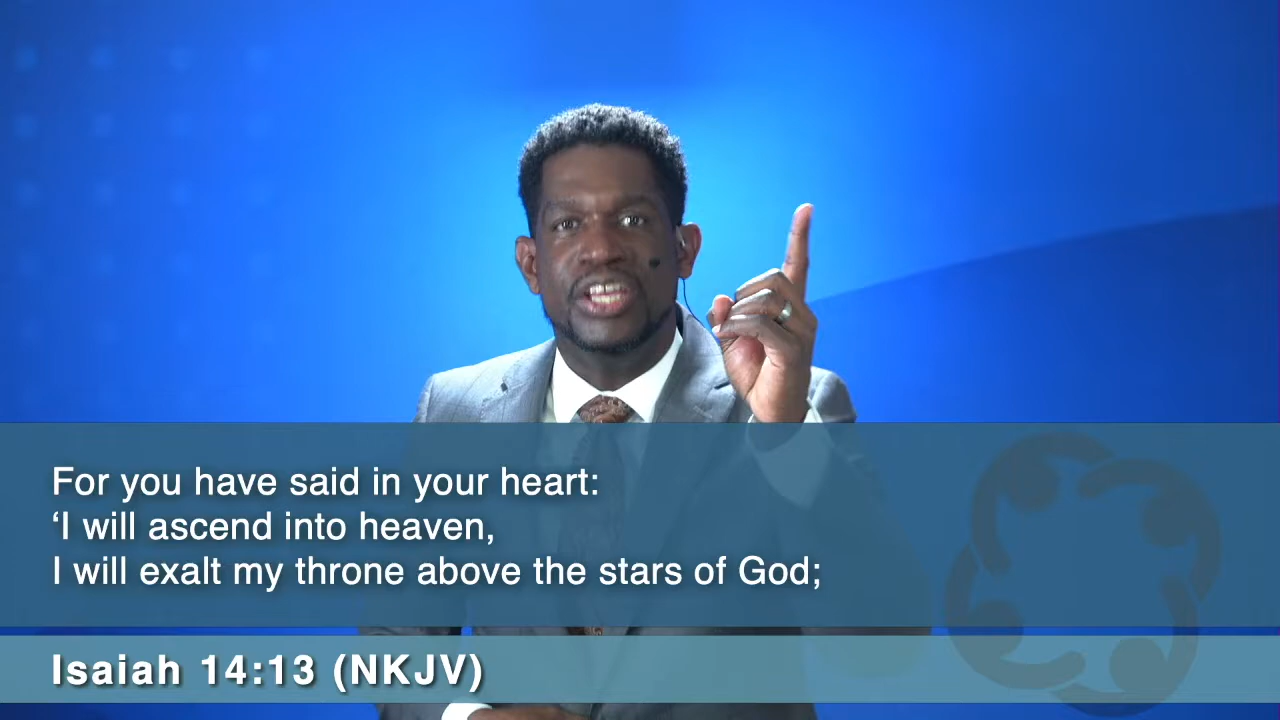 For you have said in your heart:
‘I will ascend into heaven,
I will exalt my throne above the stars of God;
Isaiah 14:13 (NKJV)